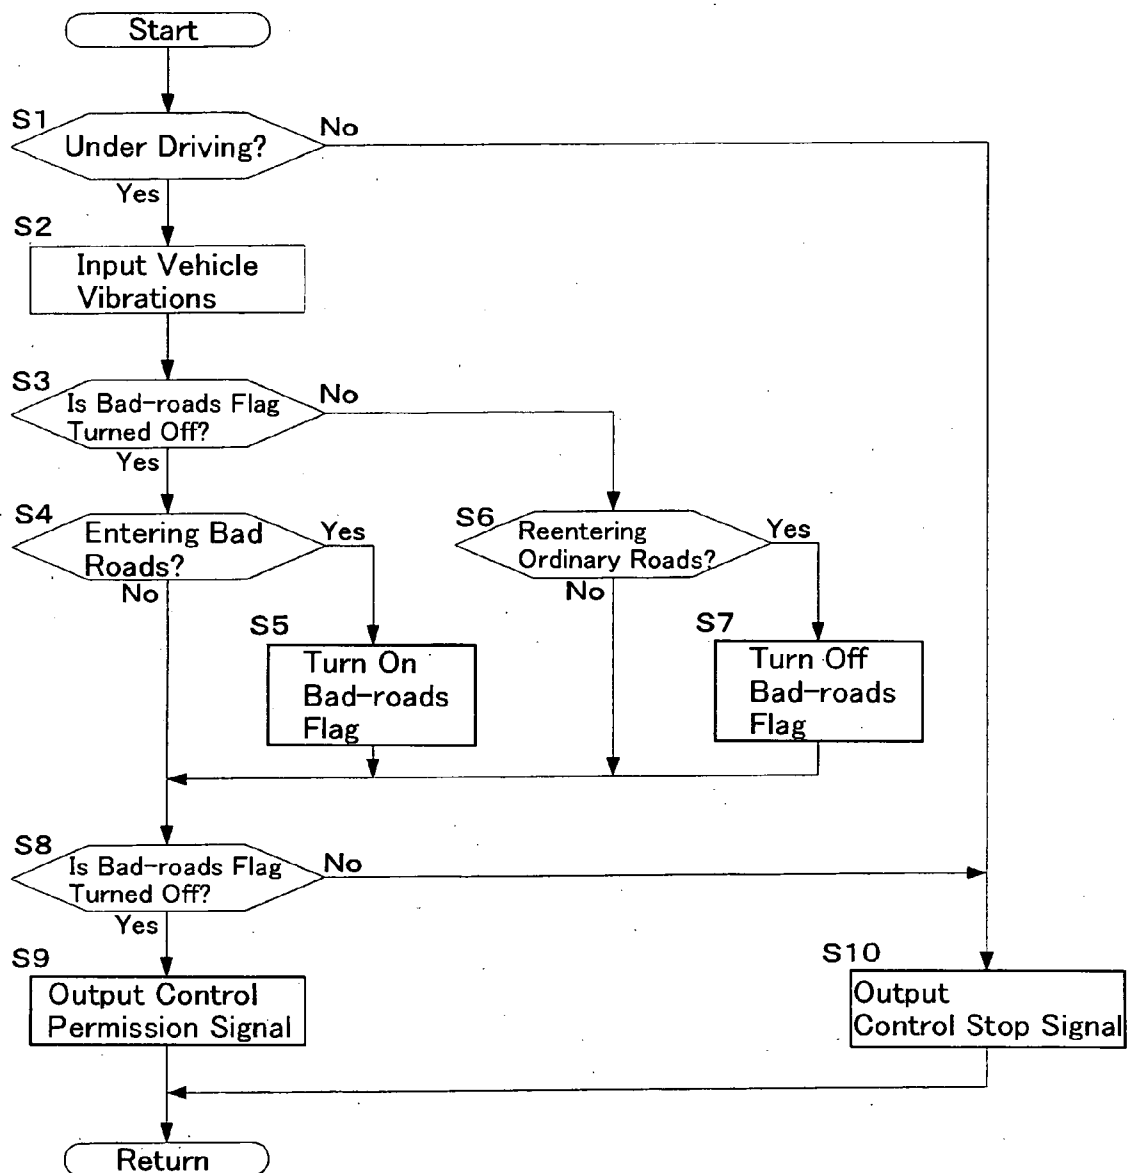 Start
S1
Under Driving?
No
Yes
S2
Input Vehicle
Vibrations
S3
Is Bad-roads Flag
Turned Off?
No
Yes
S4
Entering Bad
Roads?
Yes
No
S6
Reentering
Ordinary Roads?
Yes
No
S5
Turn On
Bad-roads
Flag
S7
Turn Off
Bad-roads
Flag
S8
Is Bad-roads Flag
Turned Off?
No
Yes
S9
Output Control
Permission Signal
S10
Output
Control Stop Signal
Return